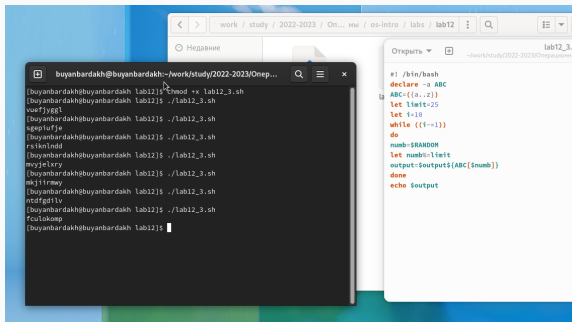 work / study / 2022-2023 / Оп... мы / os-intro / labs / lab12
Недавние
Открыть
lab12_3.
buyanbardakh@buyanbardakh:~/work/study/2022-2023/Опер...
[buyanbardakh@buyanbardakh lab12]$ chmod +x lab12_3.sh
[buyanbardakh@buyanbardakh lab12]$ ./lab12_3.sh
vuefjyggl
[buyanbardakh@buyanbardakh lab12]$ ./lab12_3.sh
sgepiufje
[buyanbardakh@buyanbardakh lab12]$ ./lab12_3.sh
rsiknlndd
[buyanbardakh@buyanbardakh lab12]$ ./lab12_3.sh
mvyjelxry
[buyanbardakh@buyanbardakh lab12]$ ./lab12_3.sh
mkjiirmwy
[buyanbardakh@buyanbardakh lab12]$ ./lab12_3.sh
ntdfgdilv
[buyanbardakh@buyanbardakh lab12]$ ./lab12_3.sh
fculokomp
[buyanbardakh@buyanbardakh lab12]$
#! /bin/bash
declare -a ABC
ABC=({a..z})
let limit=25
let i=10
while ((i-=1))
do
numb=$RANDOM
let numb%=limit
output=$output${ABC[$numb]}
done
echo $output